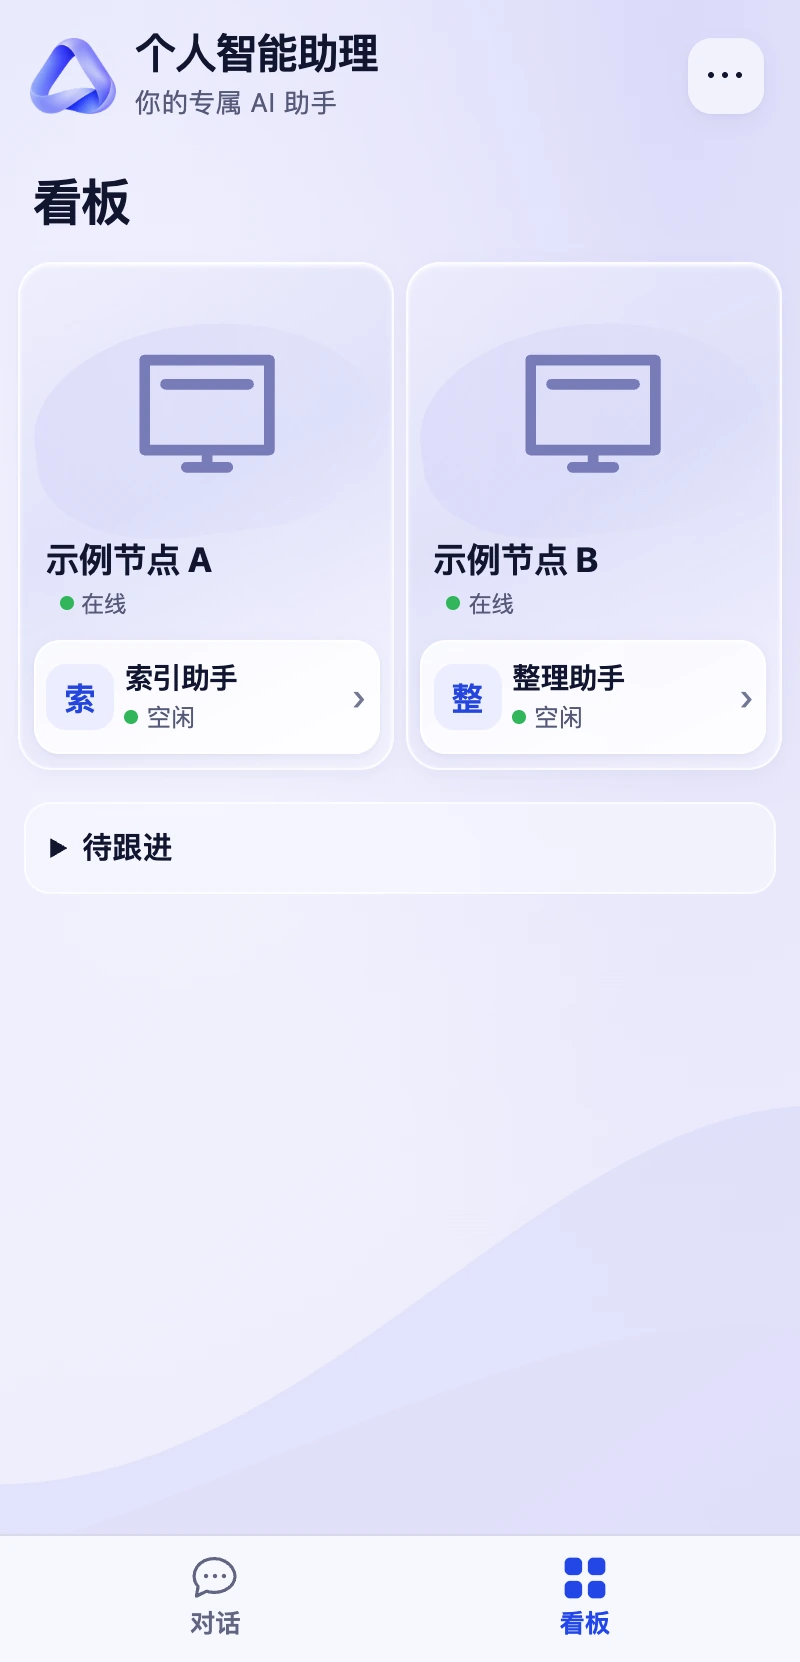 个人智能助理
你的专属 AI 助手
看板
示例节点 A
在线
索
索引助手
空闲
示例节点 B
在线
整
整理助手
空闲
待跟进
对话
看板